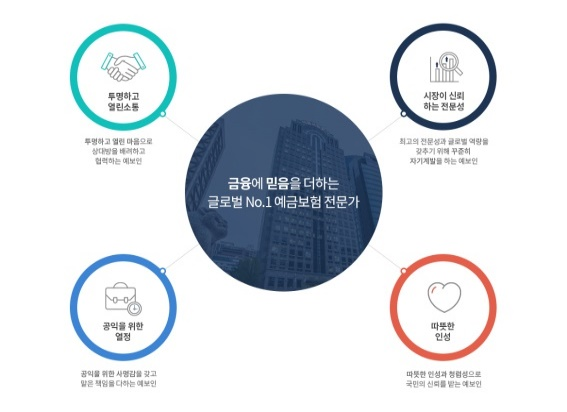 투명하고
열린소통
투명하고 열린 마음으로
상대방을 배려하고
협력하는 예보인
시장이 신뢰
하는 전문성
최고의 전문성과 글로벌 역량을
갖추기 위해 꾸준히
자기계발을 하는 예보인
금융에 믿음을 더하는
글로벌 No.1 예금보험 전문가
공익을 위한
열정
공익을 위한 사명감을 갖고
맡은 책임을 다하는 예보인
따뜻한
인성
따뜻한 인성과 청렴성으로
국민의 신뢰를 받는 예보인